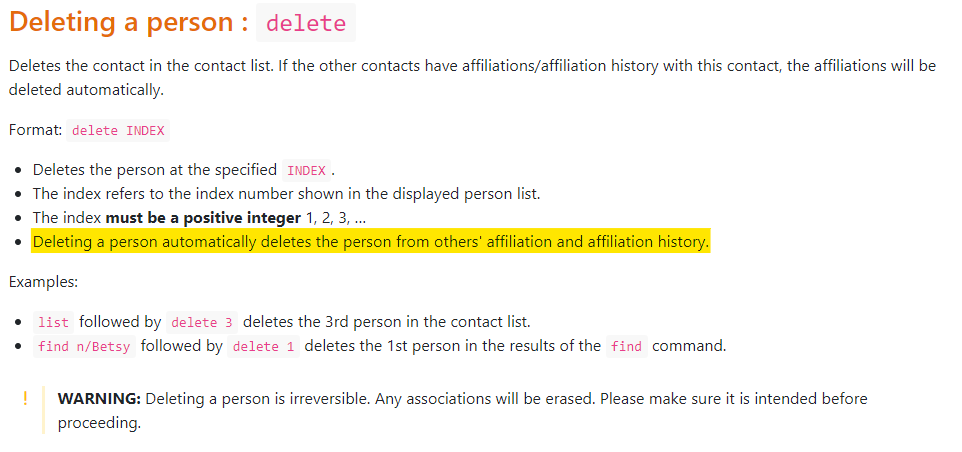 Deleting a person : delete
Deletes the contact in the contact list. If the other contacts have affiliations/affiliation history with this contact, the affiliations will be
deleted automatically.
Format: delete INDEX
• Deletes the person at the specified INDEX .
• The index refers to the index number shown in the displayed person list.
• The index must be a positive integer 1, 2, 3, …
• Deleting a person automatically deletes the person from others' affiliation and affiliation history.
Examples:
• list followed by delete 3 deletes the 3rd person in the contact list.
• find n/Betsy followed by delete 1 deletes the 1st person in the results of the find command.
! WARNING: Deleting a person is irreversible. Any associations will be erased. Please make sure it is intended before
proceeding.